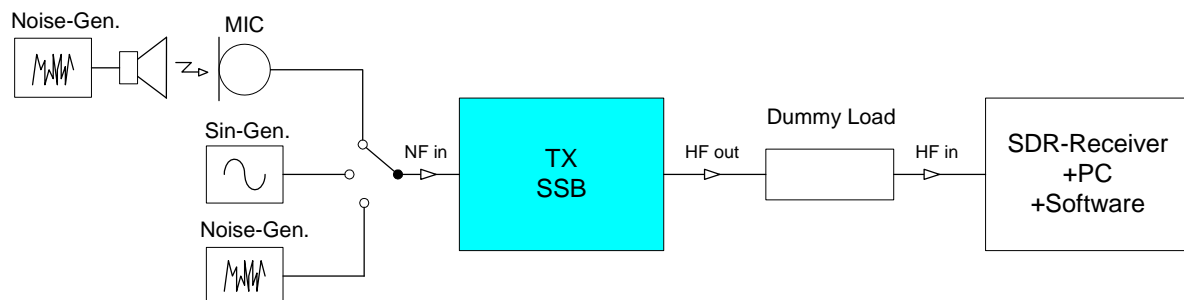 Noise-Gen.
MIC
Sin-Gen.
Noise-Gen.
NF in
TX
SSB
HF out
Dummy Load
HF in
SDR-Receiver
+PC
+Software